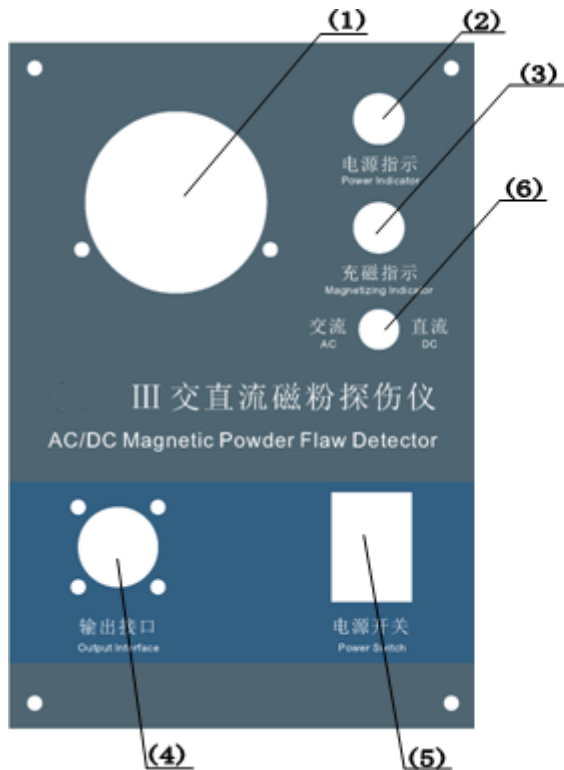 (1)
(2)
(3)
电源指示
Power Indicator
(6)
充磁指示
Magnetizing Indicator
交流 直流
AC DC
III 交直流磁粉探伤仪
AC/DC Magnetic Powder Flaw Detector
输出接口 电源开关
Output Interface Power Switch
(4) (5)